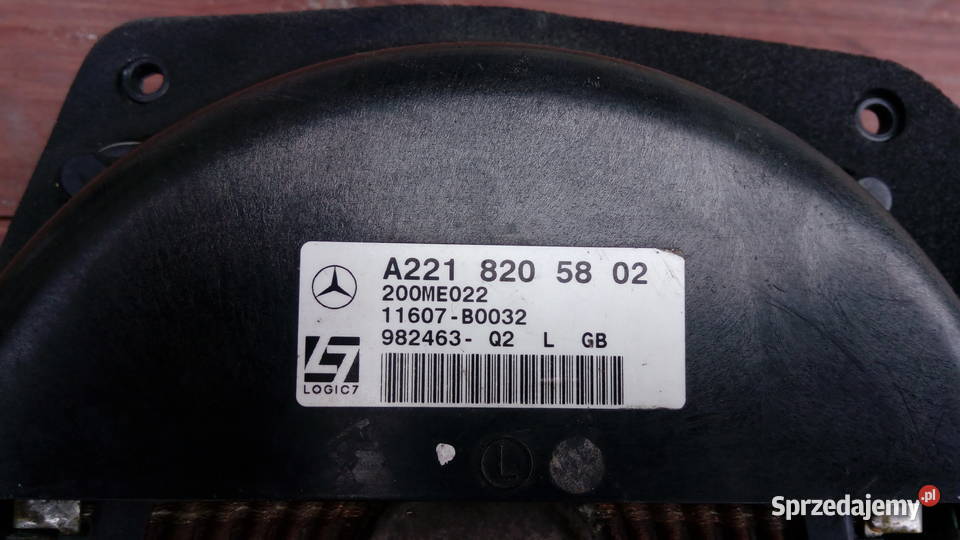 A221 820 58 02
200ME022
11607-B0032
982463- Q2 L GB
LOGIC7
L
Sprzedajemy.pl